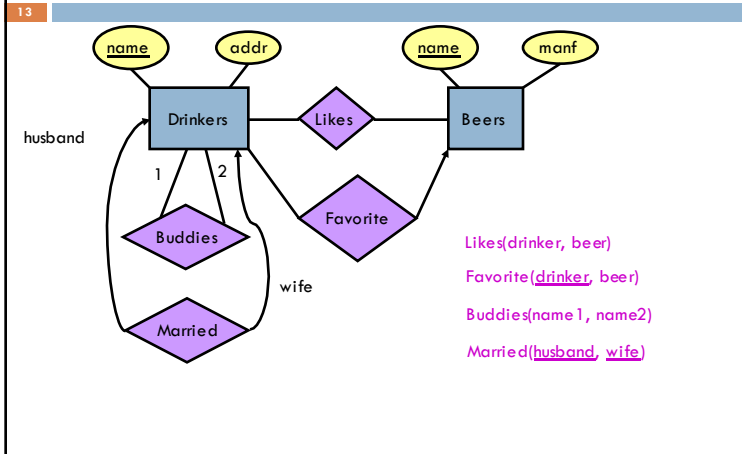 13
name
addr
name
manf
Drinkers
Likes
Beers
husband
1
2
Favorite
Buddies
Likes(drinker, beer)
Favorite(drinker, beer)
wife
Buddies(name1, name2)
Married
Married(husband, wife)